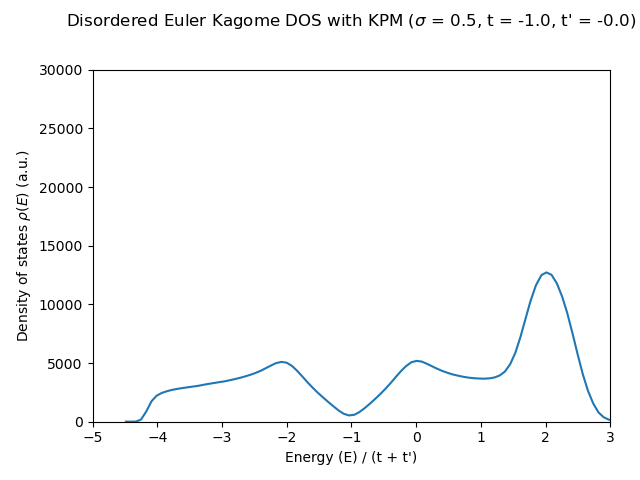 Disordered Euler Kagome DOS with KPM (σ = 0.5, t = -1.0, t' = -0.0)
30000
25000
20000
15000
10000
5000
0
Density of states ρ(E) (a.u.)
−5 −4 −3 −2 −1 0 1 2 3
Energy (E) / (t + t')